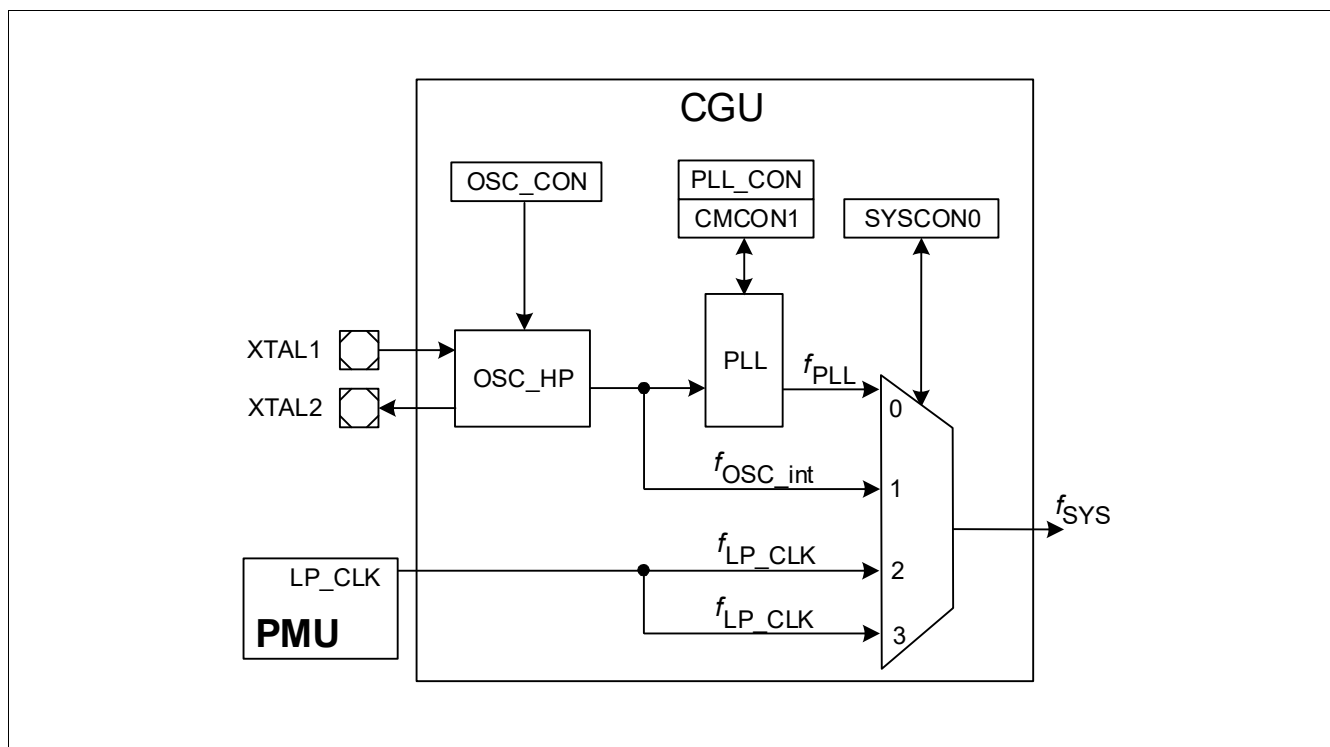 CGU
OSC_CON
PLL_CON
CMCON1
SYSCON0
XTAL1
XTAL2
OSC_HP
PLL
fPLL
0
fOSC_int
1
fSYS
LP_CLK
PMU
fLP_CLK
2
fLP_CLK
3